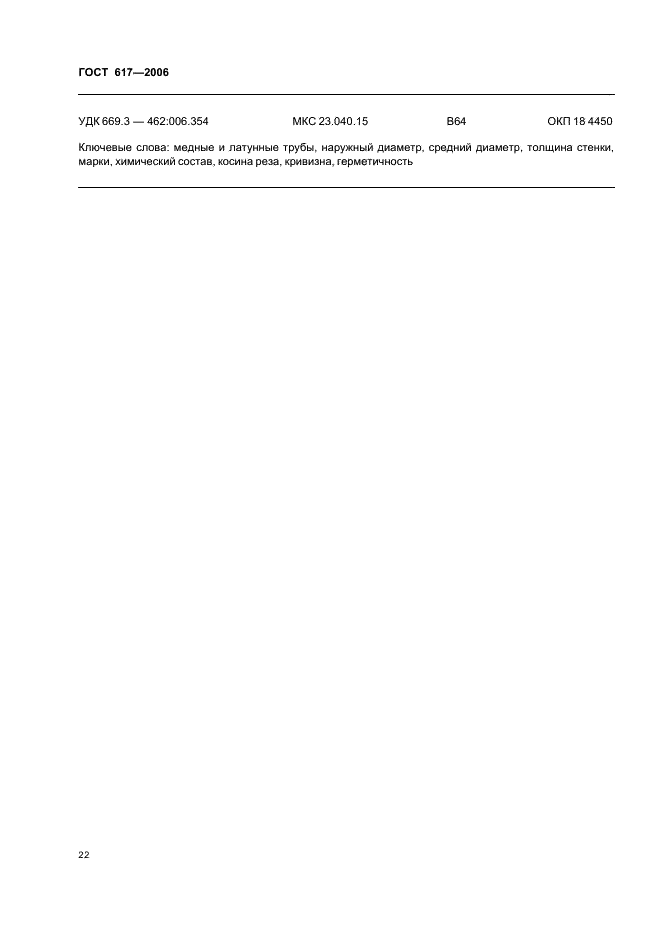 ГОСТ 617—2006
УДК 669.3 — 462:006.354 МКС 23.040.15 В64 ОКП 18 4450
Ключевые слова: медные и латунные трубы, наружный диаметр, средний диаметр, толщина стенки,
марки, химический состав, косина реза, кривизна, герметичность
22